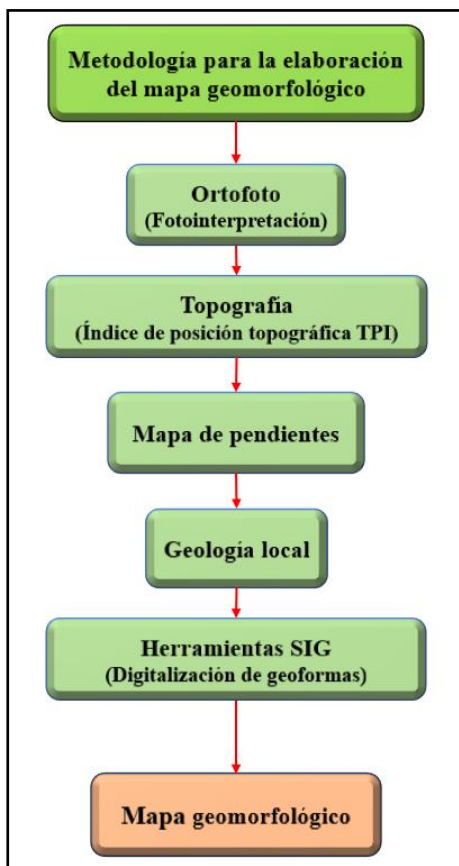 Metodología para la elaboración
del mapa geomorfológico
Ortofoto
(Fotointerpretación)
Topografía
(Índice de posición topográfica TPI)
Mapa de pendientes
Geología local
Herramientas SIG
(Digitalización de geoformas)
Mapa geomorfológico